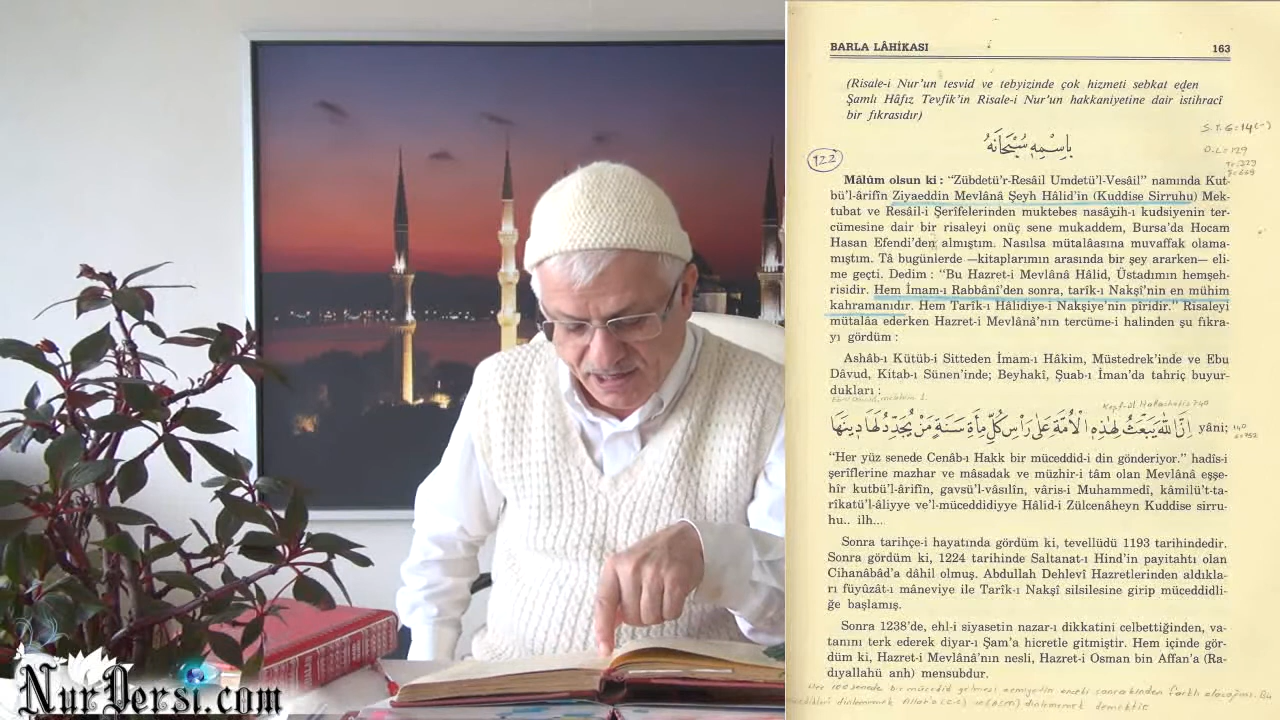 BARLA LÂHİKASI 163
(Risale-i Nur'un tesvid ve tebyizinde çok hizmeti sebkat eden
Şamlı Hâfız Tevfik'in Risale-i Nur'un hakkaniyetine dair istihracî
bir fıkrasıdır)
بِاسْمِهٖ سُبْحَانَهُ
S.T.G=14(-)
O.L=129
122
Mâlûm olsun ki: "Zübdetü'r-Resâil Umdetü'l-Vesâil" namında Kut-
bü'l-ârifîn Ziyaeddin Mevlânâ Şeyh Hâlid'in (Kuddise Sirruhu) Mek-
tubat ve Resâil-i Şerîfelerinden muktebes nasâyih-ı kudsiyenin ter-
cümesine dair bir risaleyi onüç sene mukaddem, Bursa'da Hocam
Hasan Efendi'den almıştım. Nasılsa mütalâasına muvaffak olama-
mıştım. Tâ bugünlerde —kitaplarımın arasında bir şey ararken— eli-
me geçti. Dedim: "Bu Hazret-i Mevlânâ Hâlid, Üstadımın hemşeh-
risidir. Hem İmam-ı Rabbânî'den sonra, tarîk-ı Nakşî'nin en mühim
kahramanıdır. Hem Tarîk-ı Hâlidiye-i Nakşiye'nin pîridir." Risaleyi
mütalâa ederken Hazret-i Mevlânâ'nın tercüme-i halinden şu fıkra-
yı gördüm:
Ashâb-ı Kütüb-i Sitteden İmam-ı Hâkim, Müstedrek'inde ve Ebu
Dâvud, Kitab-ı Sünen'inde; Beyhakî, Şuab-ı İman'da tahriç buyur-
dukları:
اِنَّ اللّٰهَ يَبْعَثُ لِهٰذِهِ الْاُمَّةِ عَلٰى رَاْسِ كُلِّ مِاَةِ سَنَةٍ مَنْ يُجَدِّدُ لَهَا دِينَهَا yâni;
"Her yüz senede Cenâb-ı Hakk bir müceddid-i din gönderiyor." hadîs-i
şerîflerine mazhar ve mâsadak ve müzhir-i tâm olan Mevlânâ eşşe-
hîr kutbü'l-ârifîn, gavsü'l-vâsılîn, vâris-i Muhammedî, kâmilü't-ta-
rîkatü'l-âliyye ve'l-müceddidiyye Hâlid-i Zülcenâheyn Kuddise sirru-
hu.. ilh...
Sonra tarihçe-i hayatında gördüm ki, tevellüdü 1193 tarihindedir.
Sonra gördüm ki, 1224 tarihinde Saltanat-ı Hind'in payitahtı olan
Cihanâbâd'a dâhil olmuş. Abdullah Dehlevî Hazretlerinden aldıkla-
rı füyûzât-ı mâneviye ile Tarîk-ı Nakşî silsilesine girip müceddidli-
ğe başlamış.
Sonra 1238'de, ehl-i siyasetin nazar-ı dikkatini celbettiğinden, va-
tanını terk ederek diyar-ı Şam'a hicretle gitmiştir. Hem içinde gör-
düm ki, Hazret-i Mevlânâ'nın nesli, Hazret-i Osman bin Affan'a (Ra-
diyallahü anh) mensubdur.
NurDersi.com